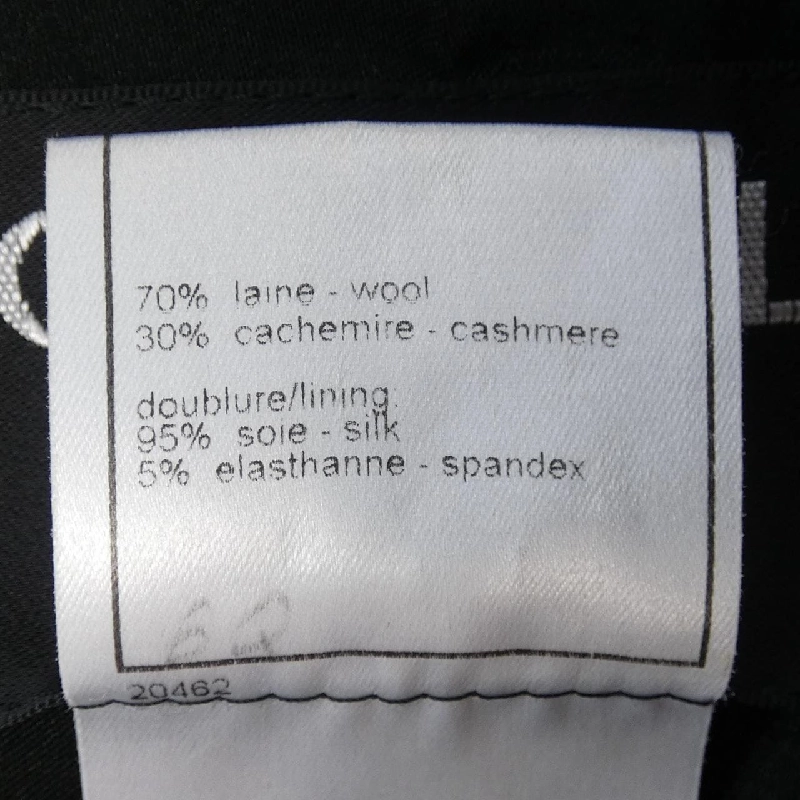 70% laine - wool
30% cachemire - cashmere
doublure/lining:
95% soie - silk
5% elasthanne - spandex
20462